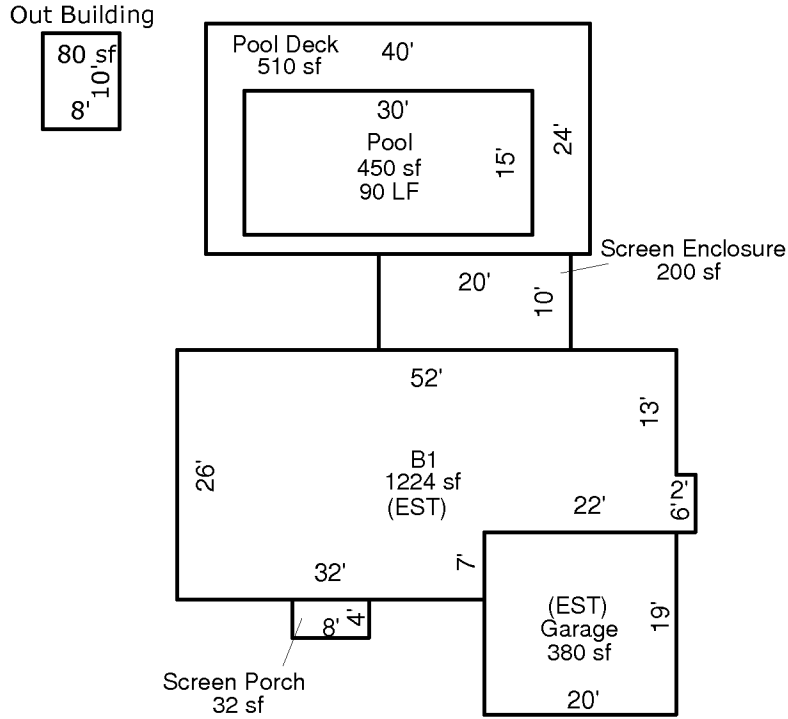 Out Building
80 sf
10'
8'
Pool Deck
510 sf
40'
24'
30'
Pool
450 sf
90 LF
15'
Screen Enclosure
200 sf
20'
10'
52'
13'
26'
B1
1224 sf
(EST)
2'
6'
22'
7'
32'
8'
4'
Screen Porch
32 sf
(EST)
Garage
380 sf
19'
20'